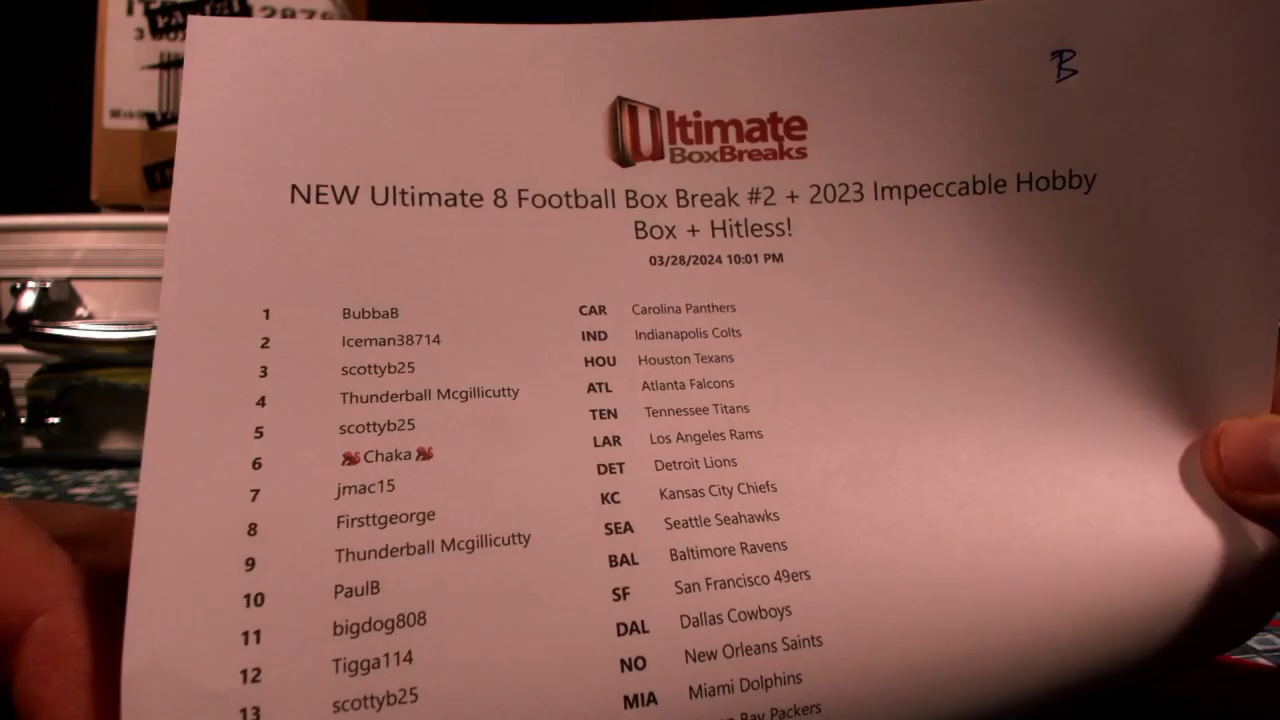 B
Ultimate
BoxBreaks
NEW Ultimate 8 Football Box Break #2 + 2023 Impeccable Hobby
Box + Hitless!
03/28/2024 10:01 PM
1 BubbaB CAR Carolina Panthers
2 Iceman38714 IND Indianapolis Colts
3 scottyb25 HOU Houston Texans
4 Thunderball Mcgillicutty ATL Atlanta Falcons
5 scottyb25 TEN Tennessee Titans
6 🐉Chaka🐉 LAR Los Angeles Rams
7 jmac15 DET Detroit Lions
8 Firsttgeorge KC Kansas City Chiefs
9 Thunderball Mcgillicutty SEA Seattle Seahawks
10 PaulB BAL Baltimore Ravens
11 bigdog808 SF San Francisco 49ers
12 Tigga114 DAL Dallas Cowboys
13 scottyb25 NO New Orleans Saints
MIA Miami Dolphins
Bay Packers